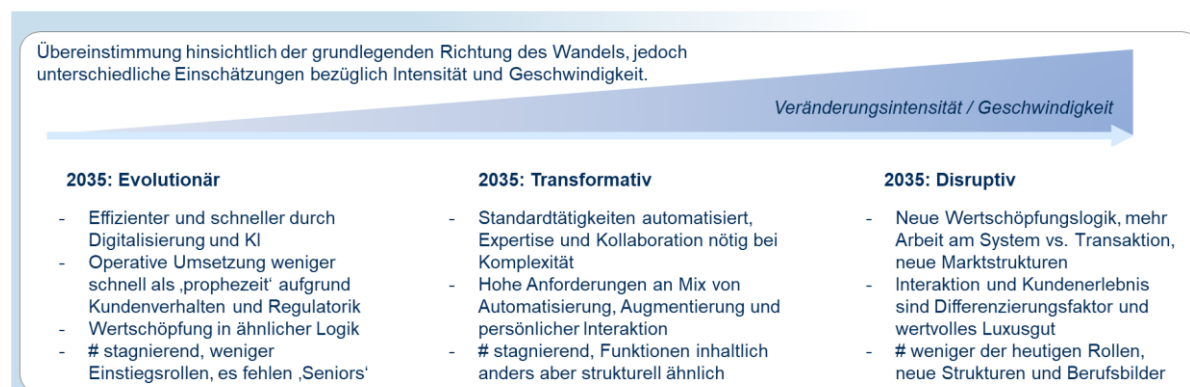 Übereinstimmung hinsichtlich der grundlegenden Richtung des Wandels, jedoch
unterschiedliche Einschätzungen bezüglich Intensität und Geschwindigkeit.
Veränderungsintensität / Geschwindigkeit
2035: Evolutionär
- Effizienter und schneller durch
Digitalisierung und KI
- Operative Umsetzung weniger
schnell als ‚prophezeit‘ aufgrund
Kundenverhalten und Regulatorik
- Wertschöpfung in ähnlicher Logik
- # stagnierend, weniger
Einstiegsrollen, es fehlen ‚Seniors‘
2035: Transformativ
- Standardtätigkeiten automatisiert,
Expertise und Kollaboration nötig bei
Komplexität
- Hohe Anforderungen an Mix von
Automatisierung, Augmentierung und
persönlicher Interaktion
- # stagnierend, Funktionen inhaltlich
anders aber strukturell ähnlich
2035: Disruptiv
- Neue Wertschöpfungslogik, mehr
Arbeit am System vs. Transaktion,
neue Marktstrukturen
- Interaktion und Kundenerlebnis
sind Differenzierungsfaktor und
wertvolles Luxusgut
- # weniger der heutigen Rollen,
neue Strukturen und Berufsbilder